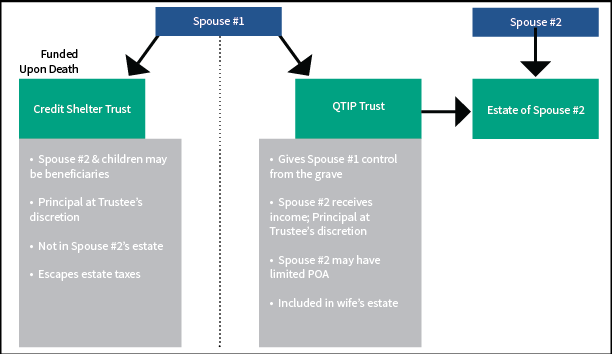 Spouse #1
Spouse #2
Funded
Upon Death
Credit Shelter Trust
QTIP Trust
Estate of Spouse #2
• Spouse #2 & children may
be beneficiaries
• Principal at Trustee's
discretion
• Not in Spouse #2's estate
• Escapes estate taxes
• Gives Spouse #1 control
from the grave
• Spouse #2 receives
income; Principal at
Trustee's discretion
• Spouse #2 may have
limited POA
• Included in wife's estate